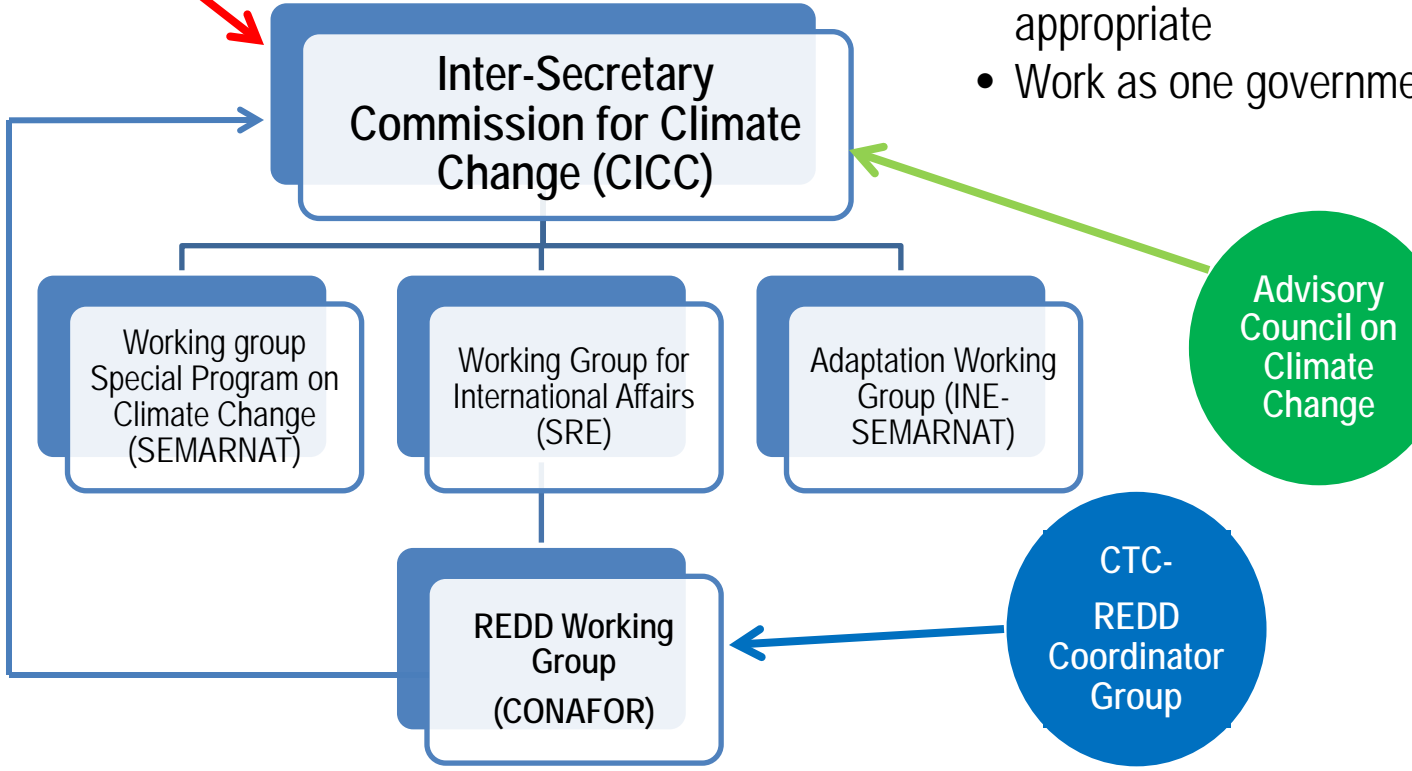 appropriate
• Work as one governme
Inter-Secretary
Commission for Climate
Change (CICC)
Working group
Special Program on
Climate Change
(SEMARNAT)
Working Group for
International Affairs
(SRE)
Adaptation Working
Group (INE-
SEMARNAT)
Advisory
Council on
Climate
Change
REDD Working
Group
(CONAFOR)
CTC-
REDD
Coordinator
Group